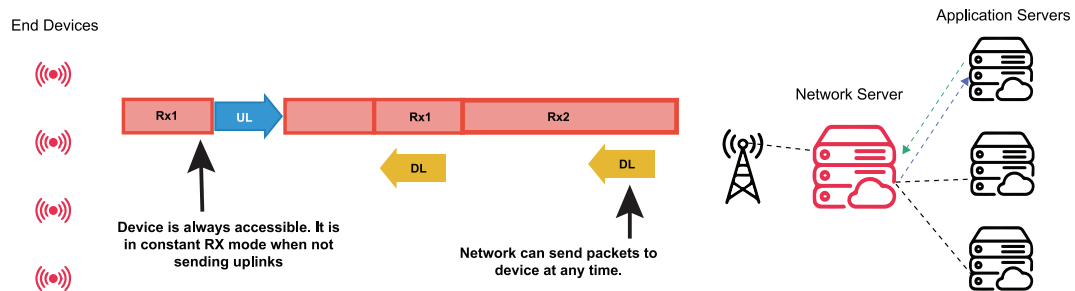 End Devices
Application Servers
Network Server
Rx1
UL
Rx1
Rx2
DL
DL
Device is always accessible. It is
in constant RX mode when not
sending uplinks
Network can send packets to
device at any time.